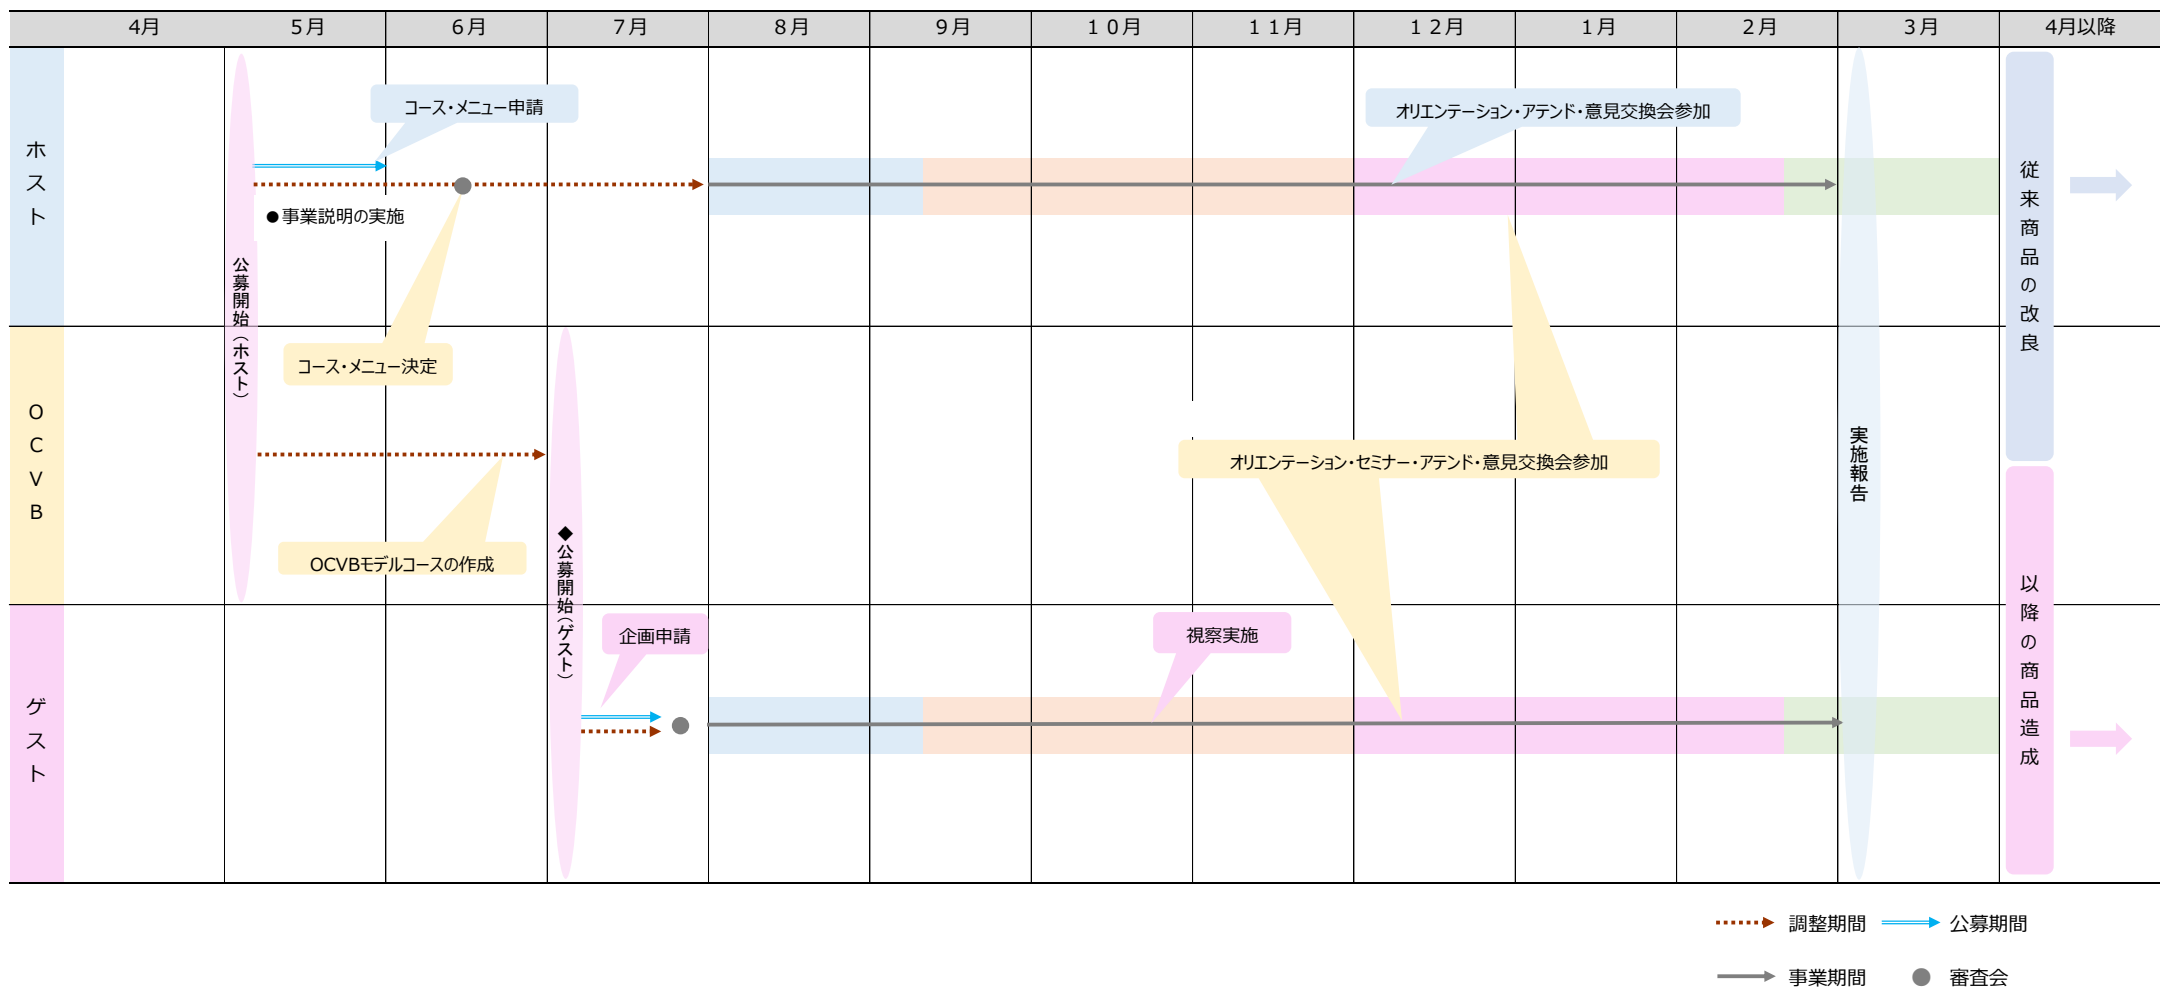 4月
5月
6月
7月
8月
9月
10月
11月
12月
1月
2月
3月
4月以降
ホスト
コース・メニュー申請
オリエンテーション・アテンド・意見交換会参加
●事業説明の実施
公募開始（ホスト）
コース・メニュー決定
従来商品の改良
OCVB
オリエンテーション・セミナー・アテンド・意見交換会参加
実施報告
OCVBモデルコースの作成
◆公募開始（ゲスト）
ゲスト
企画申請
視察実施
以降の商品造成
調整期間
公募期間
事業期間
審査会